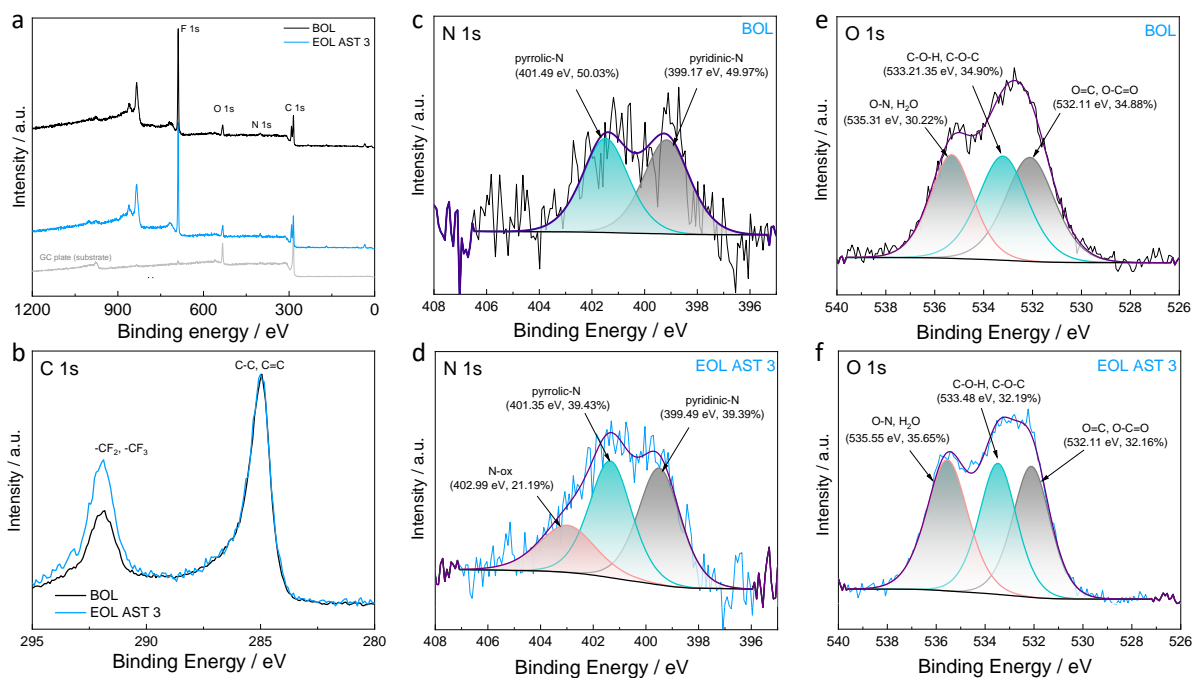 a
F 1s
BOL
EOL AST 3
O 1s
C 1s
N 1s
GC plate (substrate)
Intensity / a.u.
1200 900 600 300 0
Binding energy / eV
b
C 1s
C-C, C=C
-CF2, -CF3
BOL
EOL AST 3
Intensity / a.u.
295 290 285 280
Binding Energy / eV
c
N 1s
BOL
pyrrolic-N
(401.49 eV, 50.03%)
pyridinic-N
(399.17 eV, 49.97%)
Intensity / a.u.
408 406 404 402 400 398 396
Binding Energy / eV
d
N 1s
EOL AST 3
pyrrolic-N
(401.35 eV, 39.43%)
pyridinic-N
(399.49 eV, 39.39%)
N-ox
(402.99 eV, 21.19%)
Intensity / a.u.
408 406 404 402 400 398 396
Binding Energy / eV
e
O 1s
BOL
C-O-H, C-O-C
(533.21.35 eV, 34.90%)
O=C, O-C=O
(532.11 eV, 34.88%)
O-N, H2O
(535.31 eV, 30.22%)
Intensity / a.u.
540 538 536 534 532 530 528 526
Binding Energy / eV
f
O 1s
EOL AST 3
C-O-H, C-O-C
(533.48 eV, 32.19%)
O-N, H2O
(535.55 eV, 35.65%)
O=C, O-C=O
(532.11 eV, 32.16%)
Intensity / a.u.
540 538 536 534 532 530 528 526
Binding Energy / eV